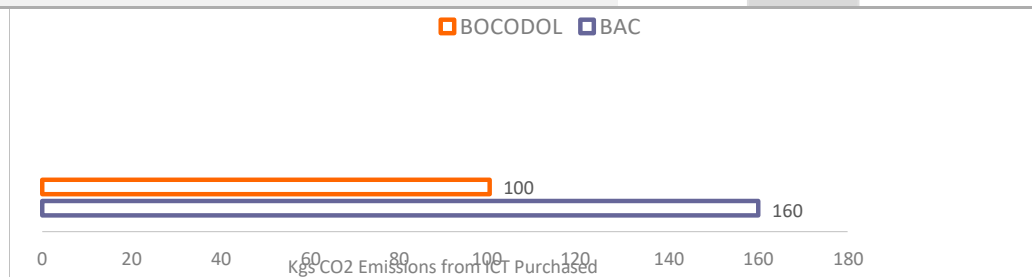 BOCODOL BAC
100
160
0 20 40 60 80 100 120 140 160 180
Kgs CO2 Emissions from ICT Purchased